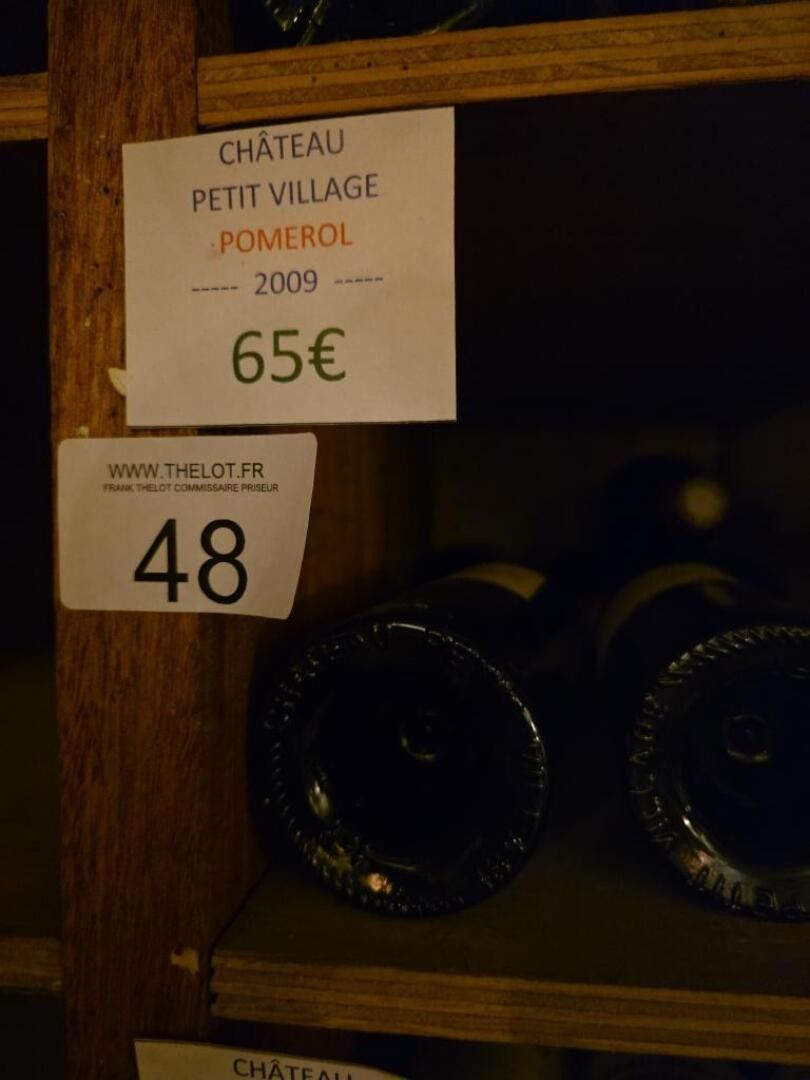 CHÂTEAU
PETIT VILLAGE
POMEROL
----- 2009 -----
65€
WWW.THELOT.FR
FRANK THELOT COMMISSAIRE PRISEUR
48
CHÂTEAU